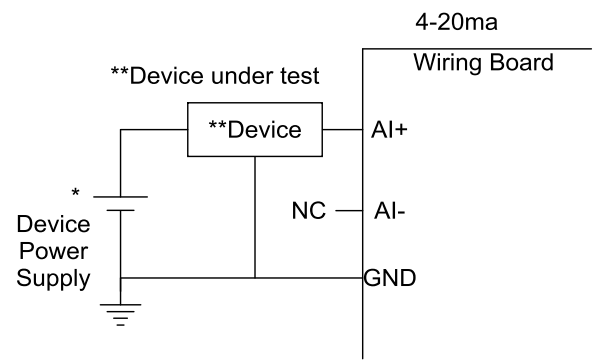 4-20ma
Wiring Board
**Device under test
**Device
AI+
*
Device
Power
Supply
NC
AI-
GND